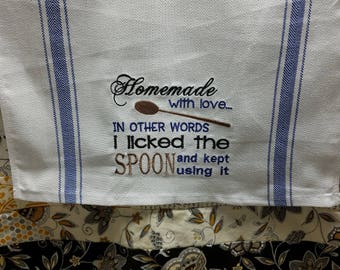 Homemade
with love...
IN OTHER WORDS
i licked the
SPOON and kept
using it